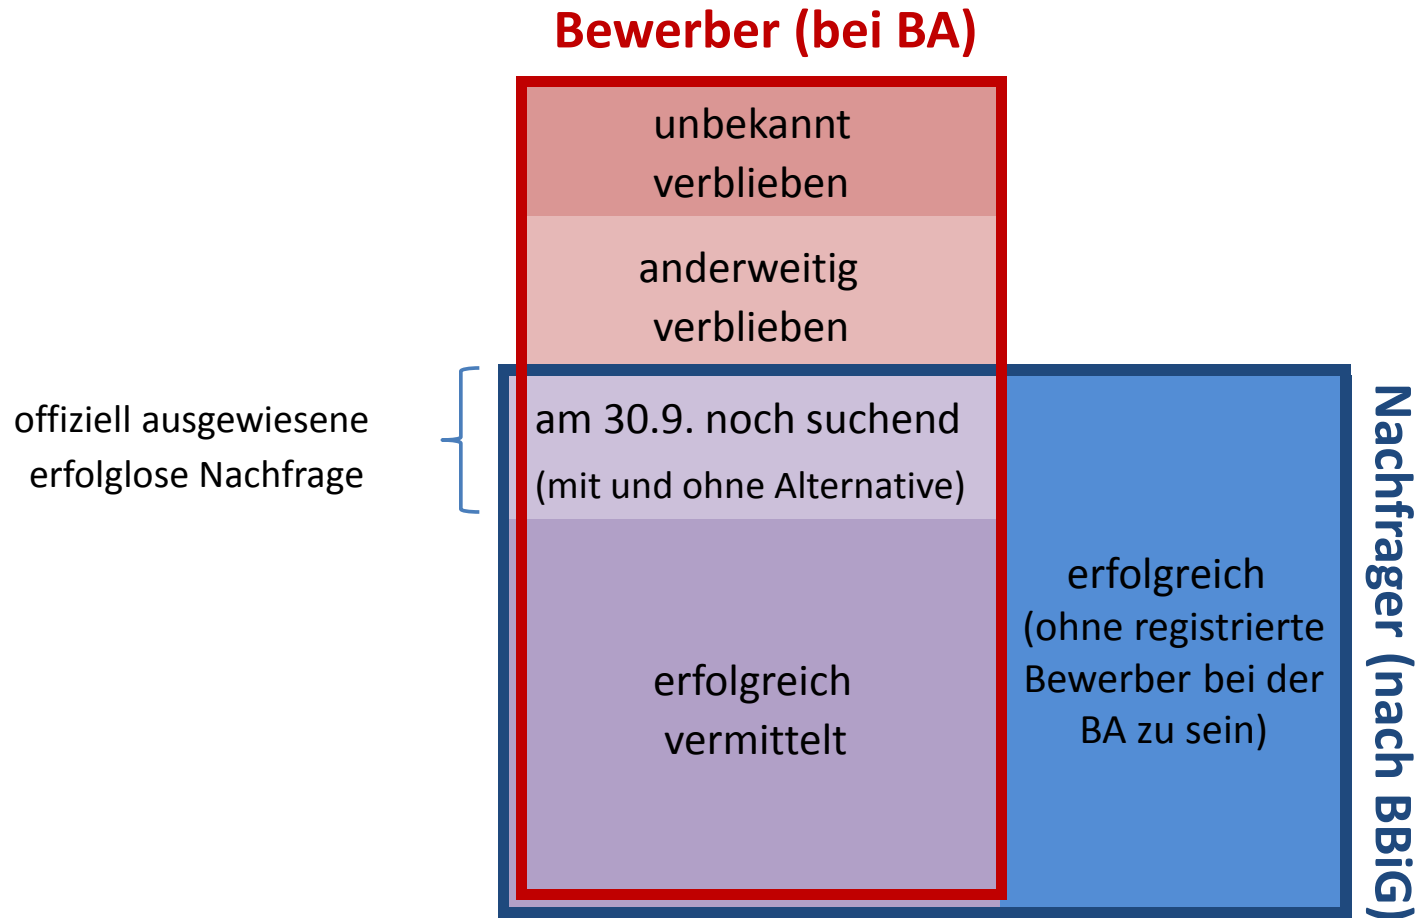 Bewerber (bei BA)
unbekannt
verblieben
anderweitig
verblieben
offiziell ausgewiesene
erfolglose Nachfrage
am 30.9. noch suchend
(mit und ohne Alternative)
erfolgreich
vermittelt
erfolgreich
(ohne registrierte
Bewerber bei der
BA zu sein)
Nachfrager (nach BBiG)